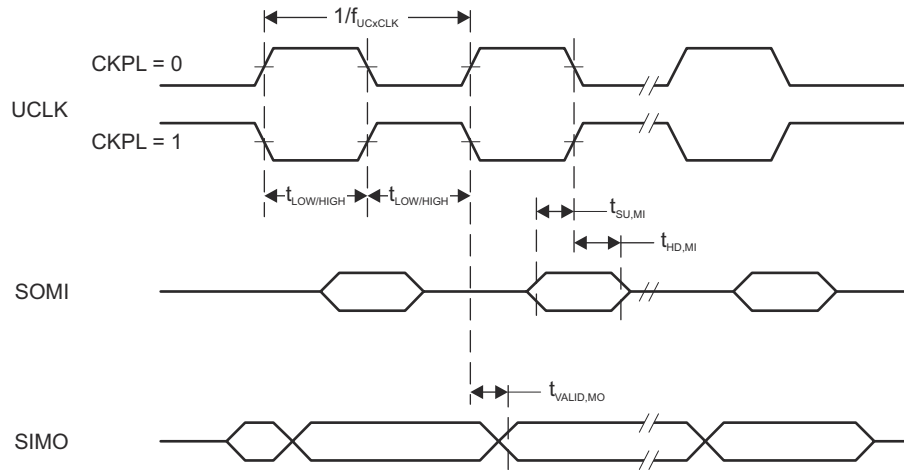 1/fUCxCLK
CKPL = 0
UCLK
CKPL = 1
tLOW/HIGH tLOW/HIGH
tSU,MI
tHD,MI
SOMI
tVALID,MO
SIMO